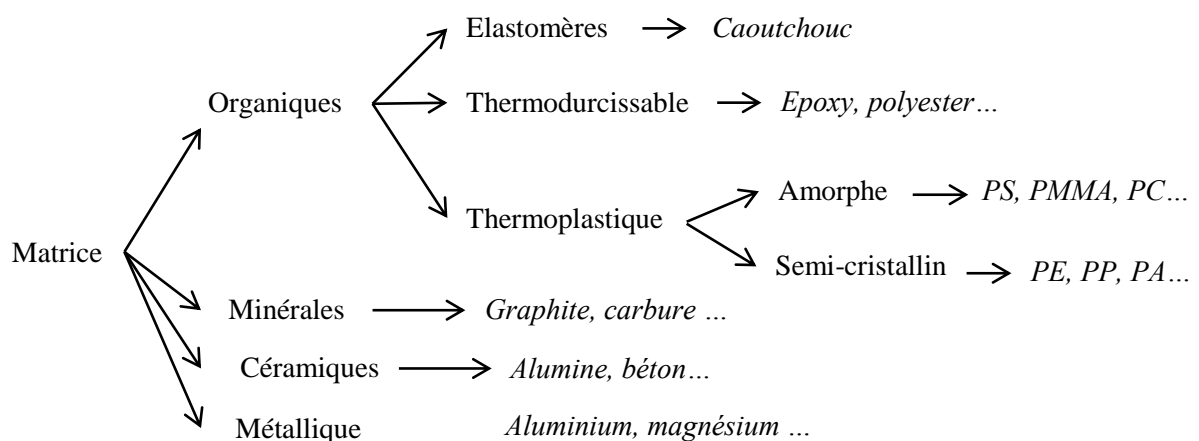 Elastomères Caoutchouc
Organiques Thermodurcissable Epoxy, polyester…
Amorphe PS, PMMA, PC…
Thermoplastique
Matrice Semi-cristallin PE, PP, PA…
Minérales Graphite, carbure …
Céramiques Alumine, béton…
Métallique Aluminium, magnésium …